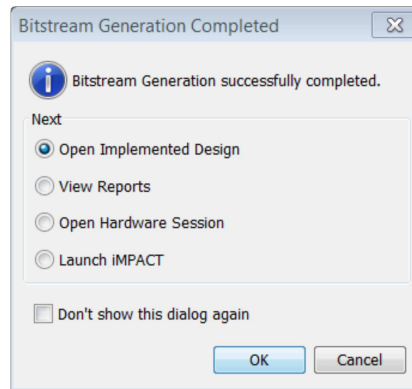 Bitstream Generation Completed
Bitstream Generation successfully completed.
Next
Open Implemented Design
View Reports
Open Hardware Session
Launch iMPACT
Don't show this dialog again
OK
Cancel